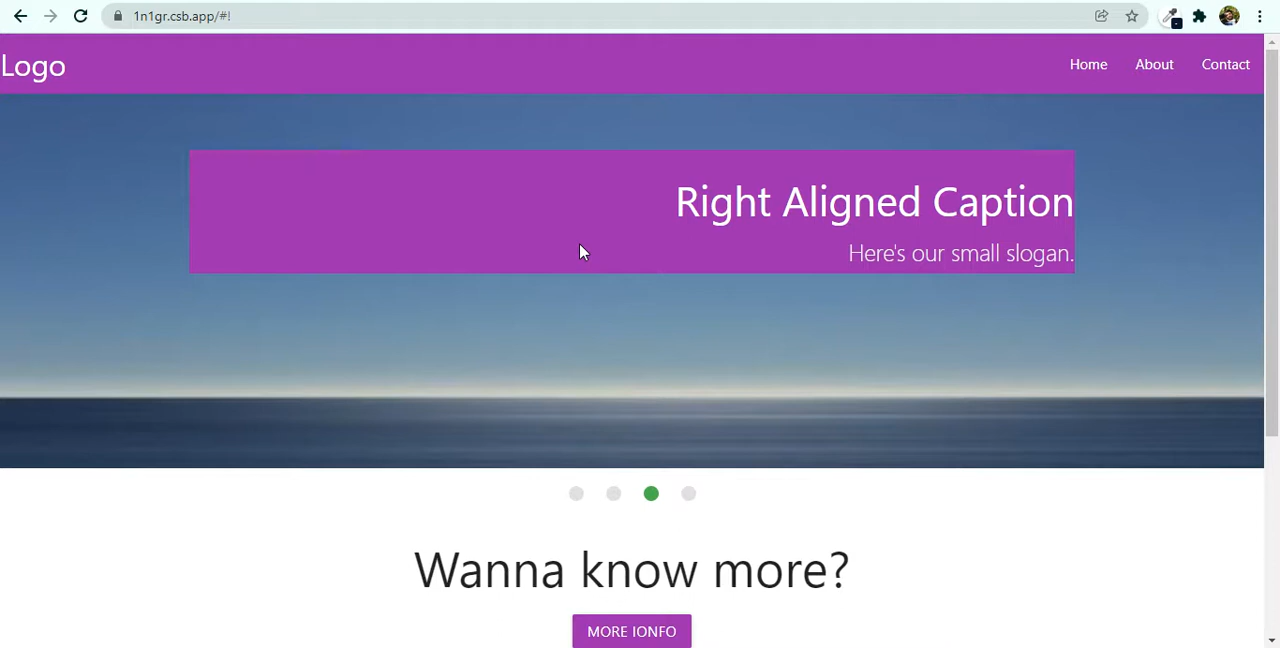 1n1gr.csb.app/#!
Logo
Home About Contact
Right Aligned Caption
Here's our small slogan.
Wanna know more?
MORE IONFO